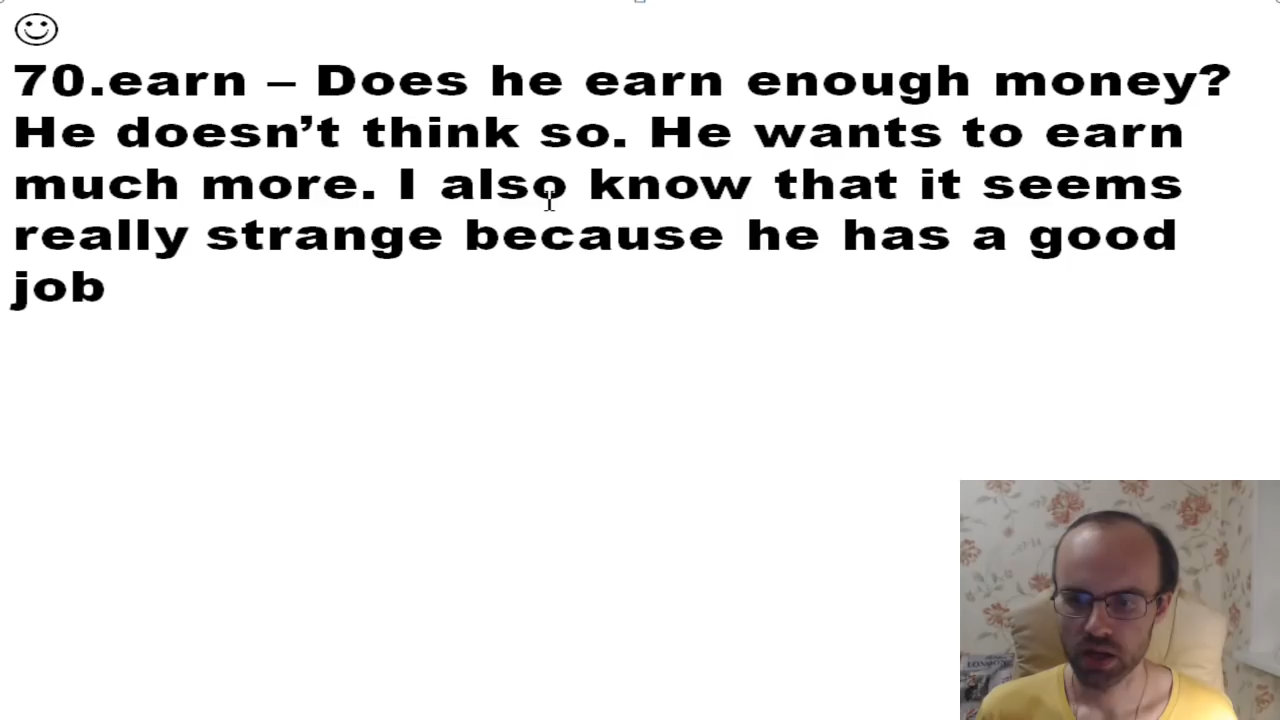 70.earn – Does he earn enough money?
He doesn’t think so. He wants to earn
much more. I also know that it seems
really strange because he has a good
job
LONDON